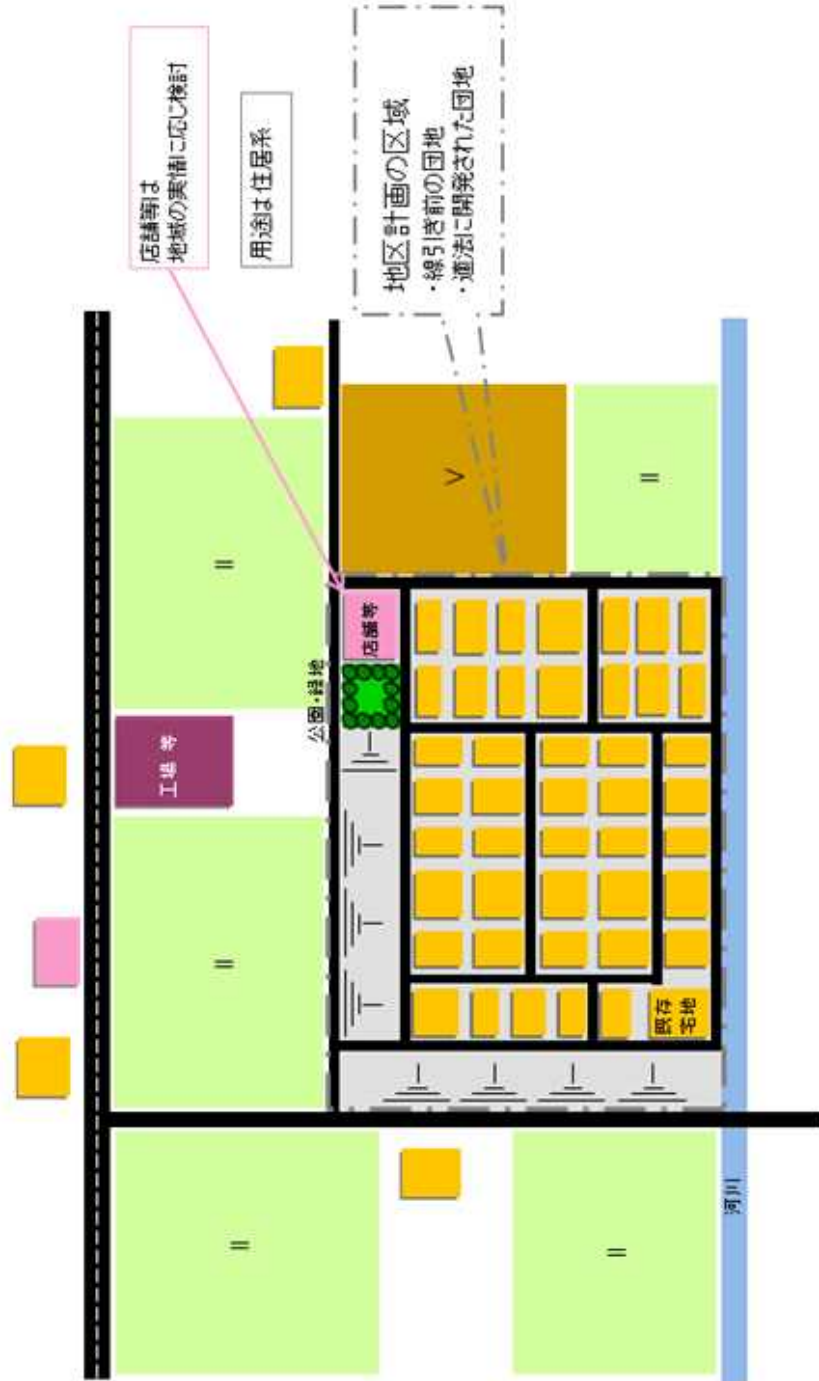 店舗等は
地域の実情に応じ検討
用途は住居系
地区計画の区域
・線引き前の団地
・適法に開発された団地
工場等
公園・緑地
店舗等
既存
宅地
河川